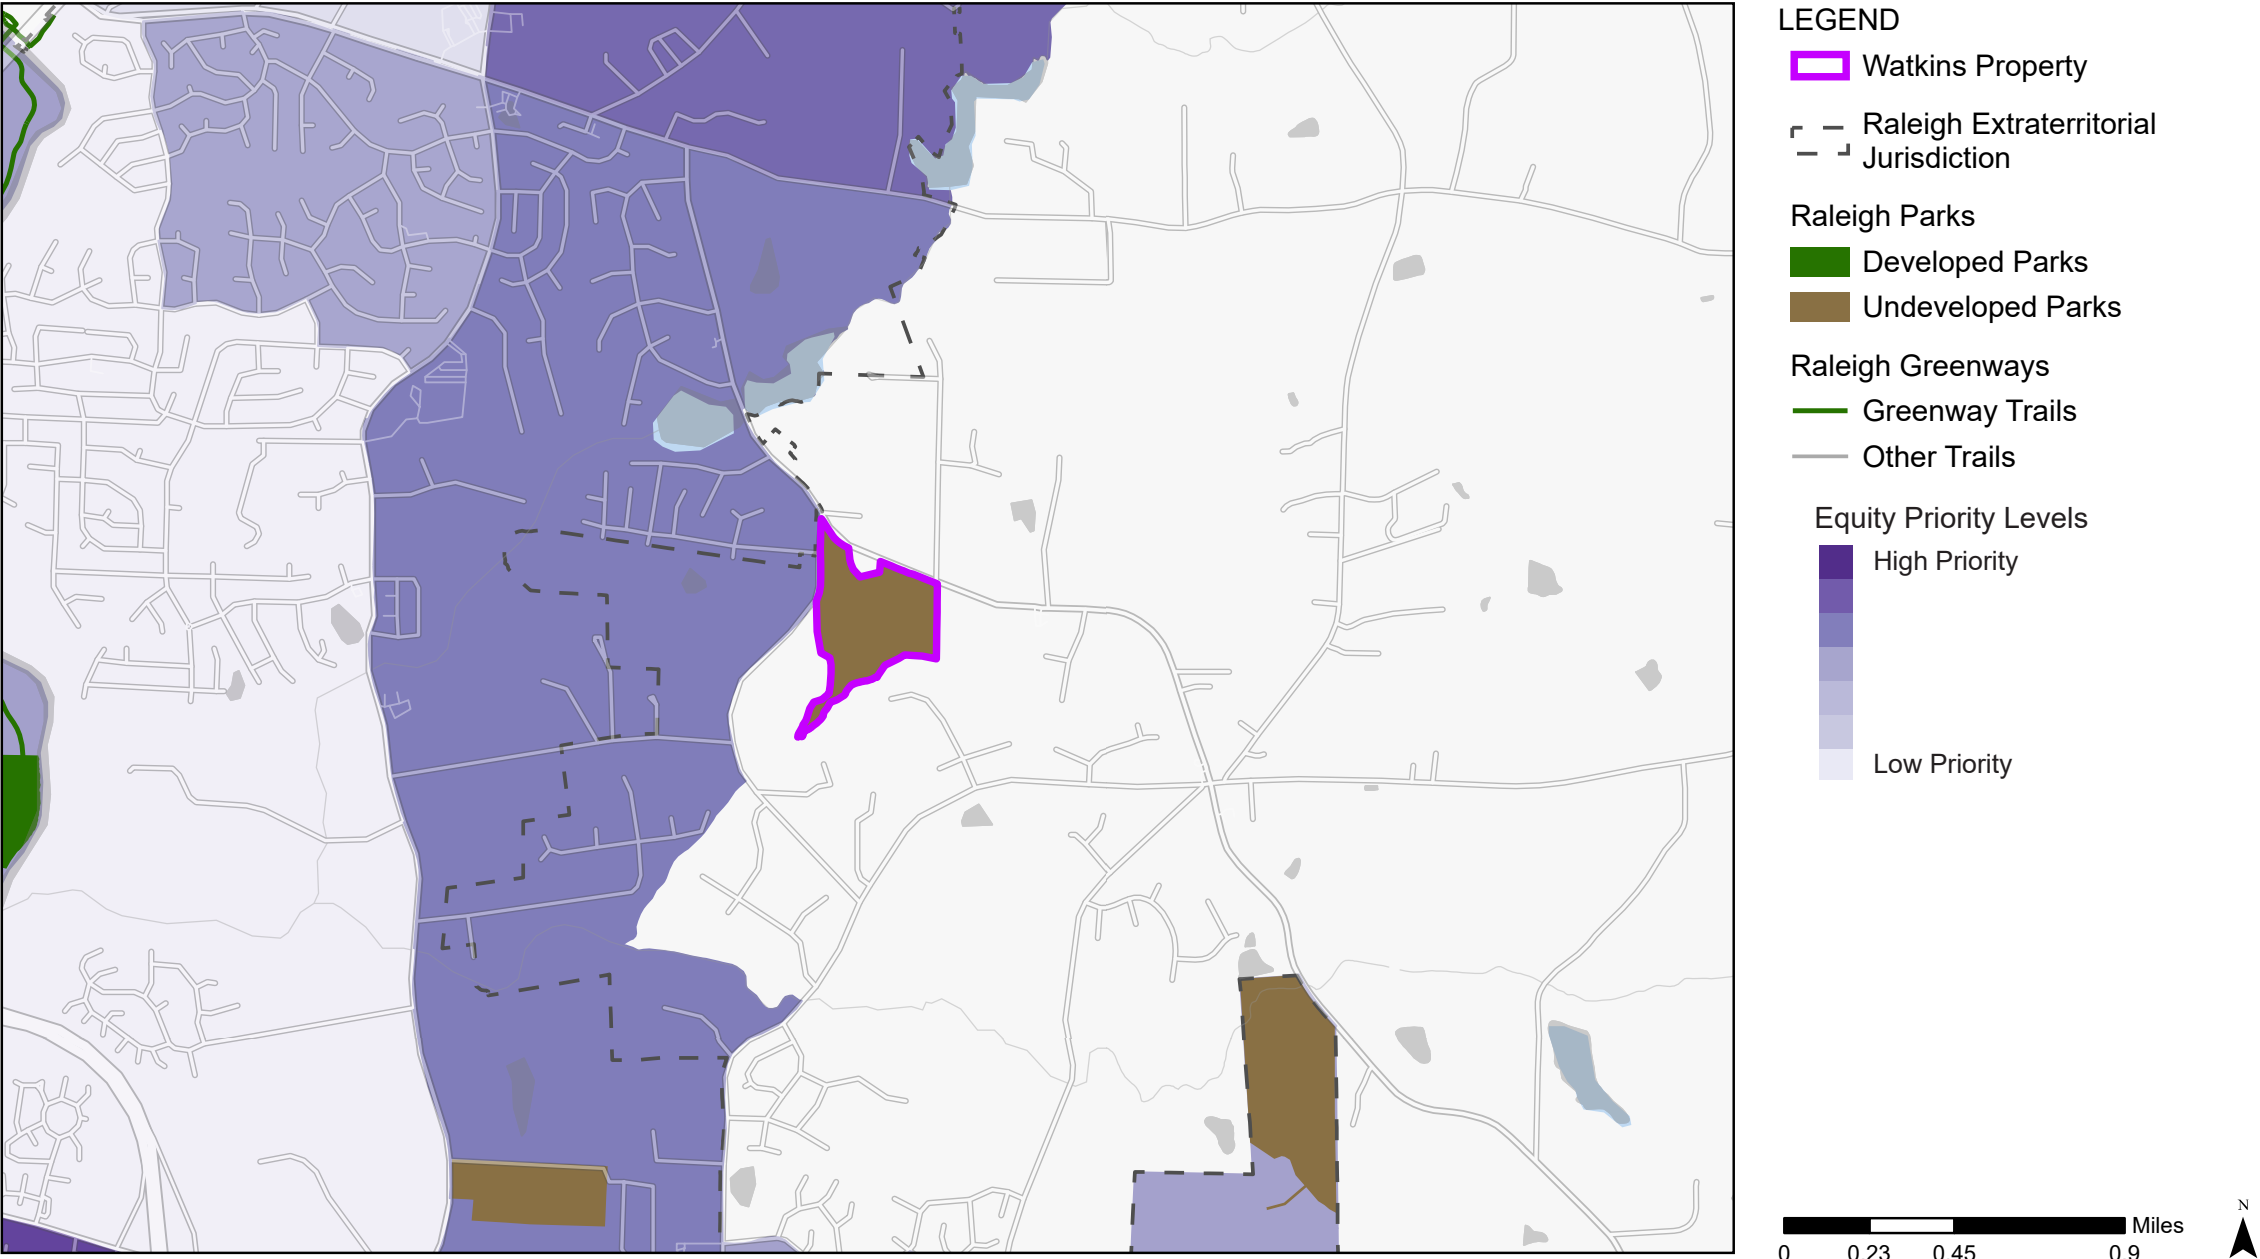 LEGEND
Watkins Property
Raleigh Extraterritorial
Jurisdiction
Raleigh Parks
Developed Parks
Undeveloped Parks
Raleigh Greenways
Greenway Trails
Other Trails
Equity Priority Levels
High Priority
Low Priority
N
Miles
0 0.23 0.45 0.9